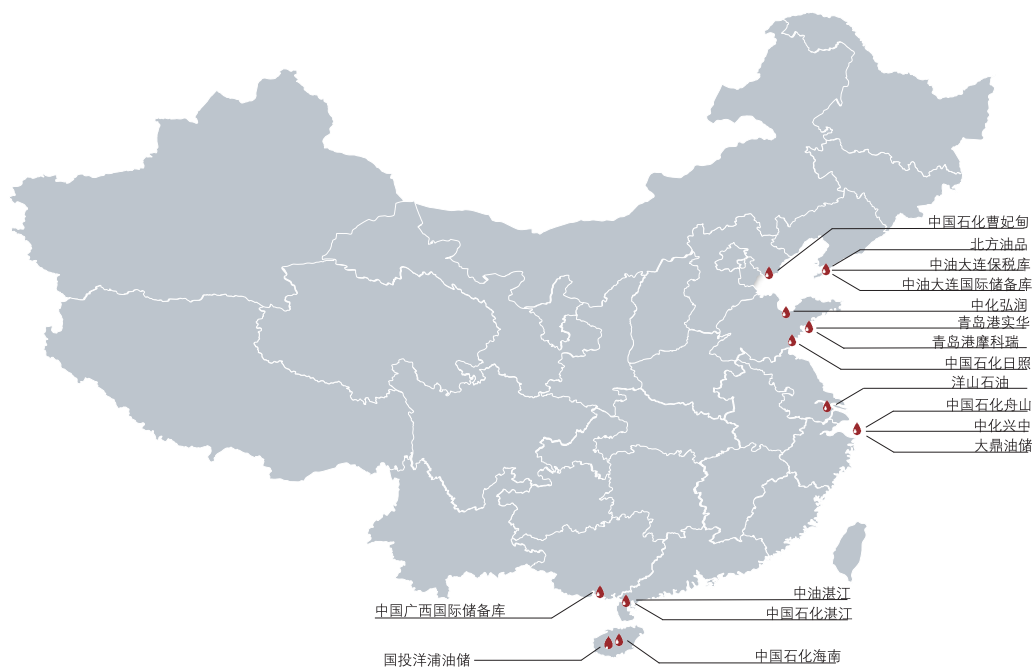 中国石化曹妃甸
北方油品
中油大连保税库
中油大连国际储备库
中化弘润
青岛港实华
青岛港摩科瑞
中国石化日照
洋山石油
中国石化舟山
中化兴中
大鼎油储
中油湛江
中国广西国际储备库
中国石化湛江
国投洋浦油储
中国石化海南